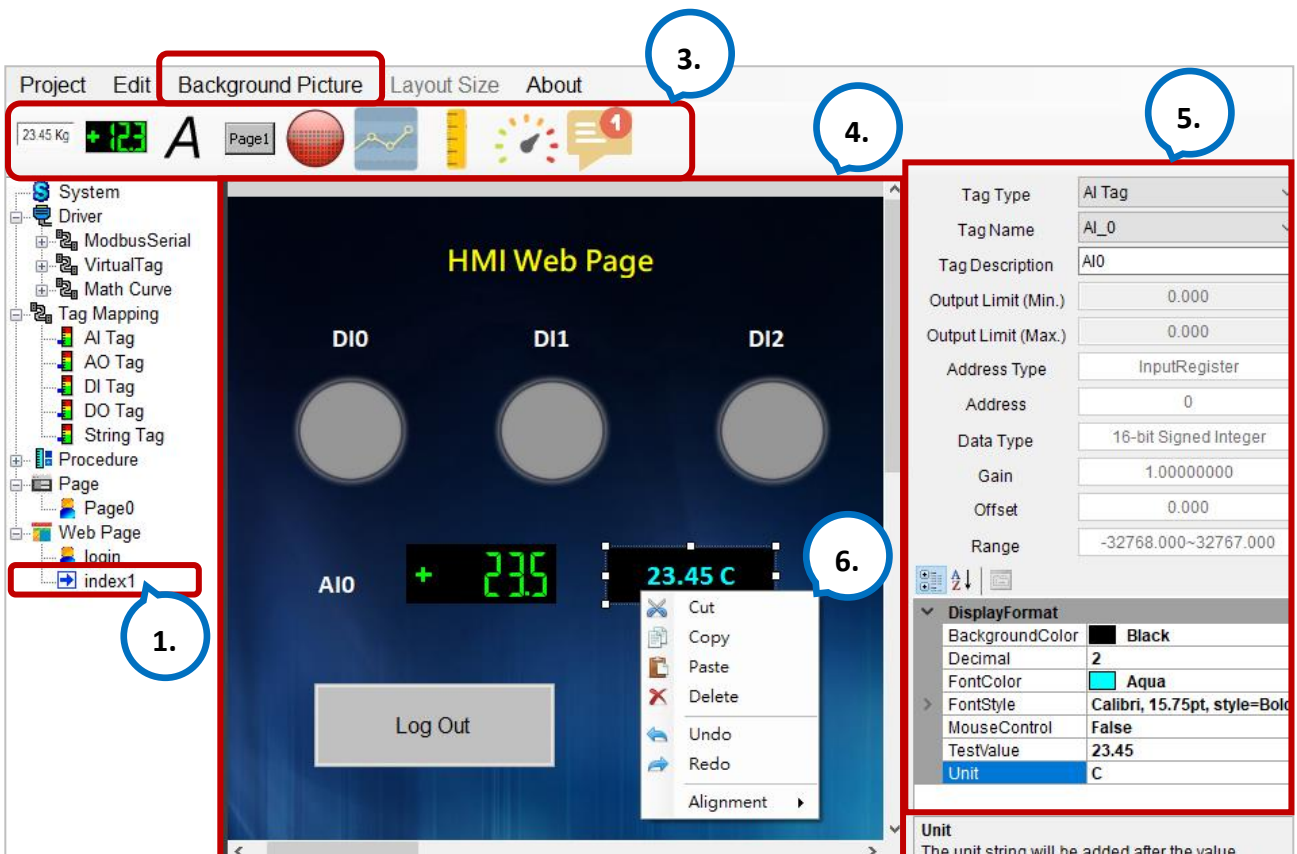 3.
Project Edit Background Picture Layout Size About
4.
5.
23.45 Kg +12.3 A Page1 1
System
Driver
ModbusSerial
VirtualTag
Math Curve
Tag Mapping
AI Tag
AO Tag
DI Tag
DO Tag
String Tag
Procedure
Page
Page0
Web Page
login
index1
1.
HMI Web Page
DI0 DI1 DI2
AI0 + 23.5 23.45 C
6.
Cut
Copy
Paste
Delete
Undo
Redo
Alignment
Log Out
Tag Type AI Tag
Tag Name AI_0
Tag Description AI0
Output Limit (Min.) 0.000
Output Limit (Max.) 0.000
Address Type InputRegister
Address 0
Data Type 16-bit Signed Integer
Gain 1.00000000
Offset 0.000
Range -32768.000~32767.000
DisplayFormat
BackgroundColor Black
Decimal 2
FontColor Aqua
FontStyle Calibri, 15.75pt, style=Bold
MouseControl False
TestValue 23.45
Unit C
Unit
The unit string will be added after the value